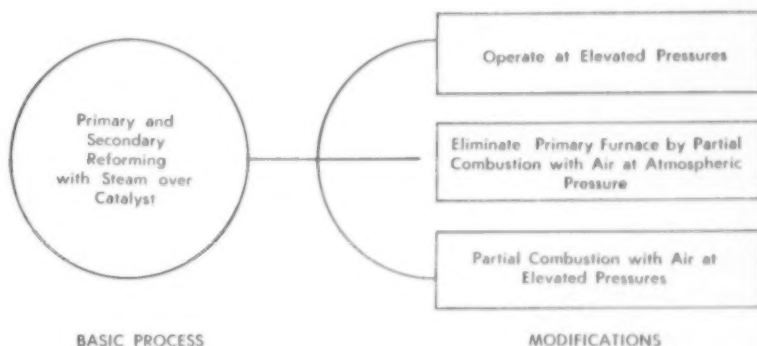 Primary and
Secondary
Reforming
with Steam over
Catalyst
Operate at Elevated Pressures
Eliminate Primary Furnace by Partial
Combustion with Air at Atmospheric
Pressure
Partial Combustion with Air at
Elevated Pressures
BASIC PROCESS
MODIFICATIONS